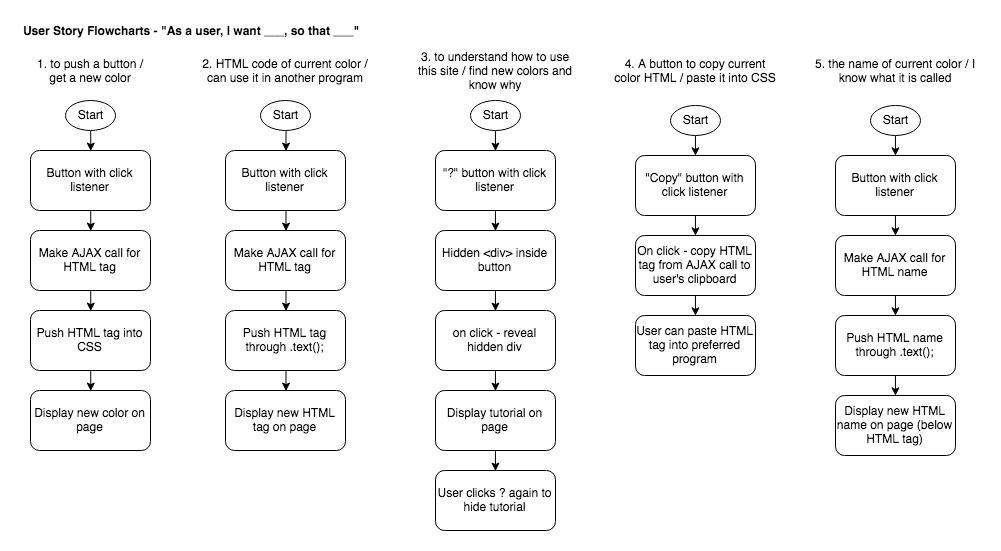 User Story Flowcharts - "As a user, I want ___, so that ___"
1. to push a button /
get a new color
Start
Button with click
listener
Make AJAX call for
HTML tag
Push HTML tag into
CSS
Display new color on
page
2. HTML code of current color /
can use it in another program
Start
Button with click
listener
Make AJAX call for
HTML tag
Push HTML tag
through .text();
Display new HTML
tag on page
3. to understand how to use
this site / find new colors and
know why
Start
"?" button with click
listener
Hidden <div> inside
button
on click - reveal
hidden div
Display tutorial on
page
User clicks ? again to
hide tutorial
4. A button to copy current
color HTML / paste it into CSS
Start
"Copy" button with
click listener
On click - copy HTML
tag from AJAX call to
user's clipboard
User can paste HTML
tag into preferred
program
5. the name of current color / I
know what it is called
Start
Button with click
listener
Make AJAX call for
HTML name
Push HTML name
through .text();
Display new HTML
name on page (below
HTML tag)